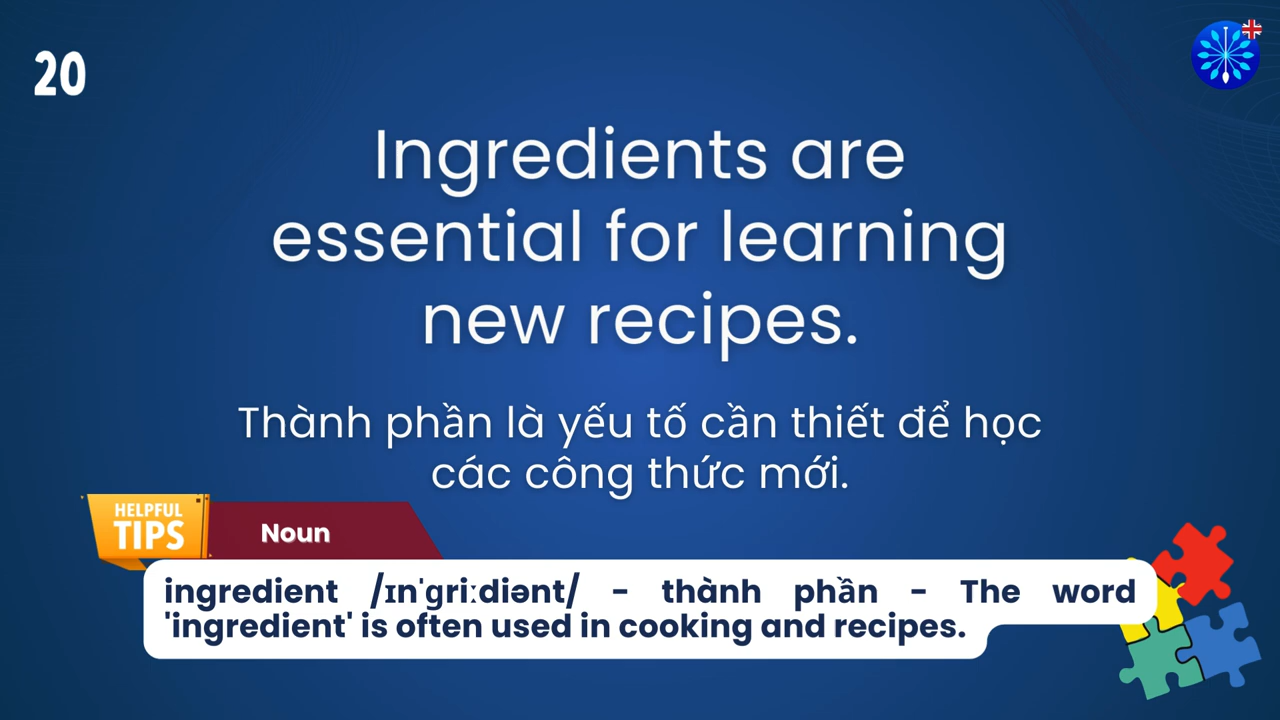 20
Ingredients are
essential for learning
new recipes.
Thành phần là yếu tố cần thiết để học
các công thức mới.
HELPFUL
TIPS
Noun
ingredient /ɪnˈɡriːdiənt/ - thành phần - The word
'ingredient' is often used in cooking and recipes.